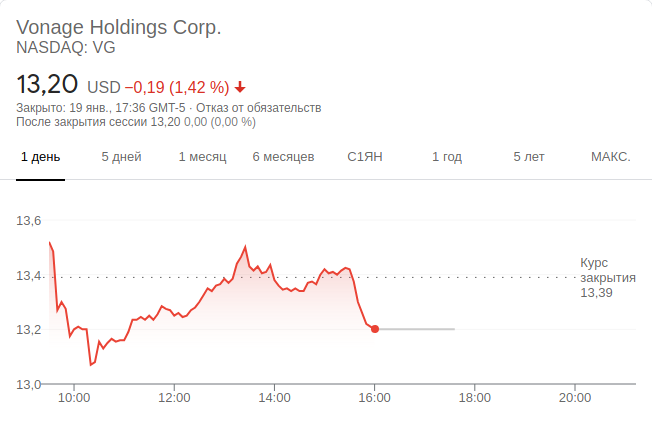 Vonage Holdings Corp.
NASDAQ: VG
13,20 USD −0,19 (1,42 %)
Закрыто: 19 янв., 17:36 GMT-5 · Отказ от обязательств
После закрытия сессии 13,20 0,00 (0,00 %)
1 день 5 дней 1 месяц 6 месяцев С1ЯН 1 год 5 лет МАКС.
13,6
13,4
13,2
13,0
Курс
закрытия
13,39
10:00 12:00 14:00 16:00 18:00 20:00